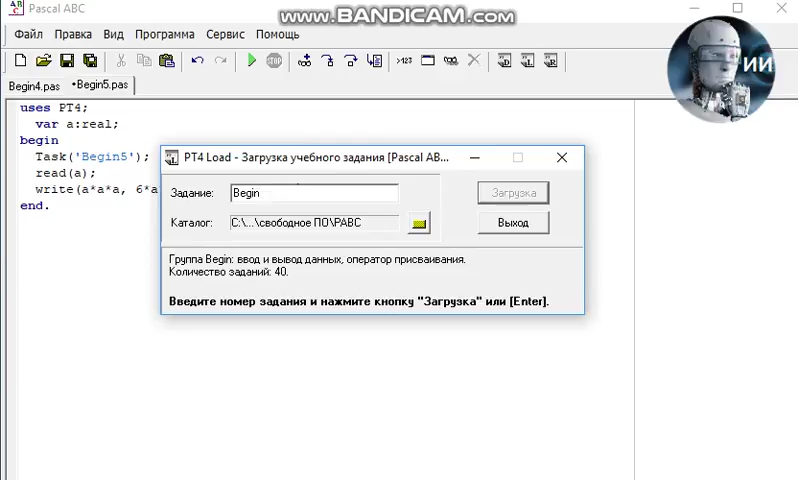 Pascal ABC
www.BANDICAM.com
Файл Правка Вид Программа Сервис Помощь
ИИ
Begin4.pas •Begin5.pas
uses PT4;
var a:real;
begin
Task('Begin5');
read(a);
write(a*a*a, 6*a
end.
PT4 Load - Загрузка учебного задания [Pascal AB...
Задание: Begin Загрузка
Каталог: C:\...\свободное ПО\PABC Выход
Группа Begin: ввод и вывод данных, оператор присваивания.
Количество заданий: 40.
Введите номер задания и нажмите кнопку "Загрузка" или [Enter].